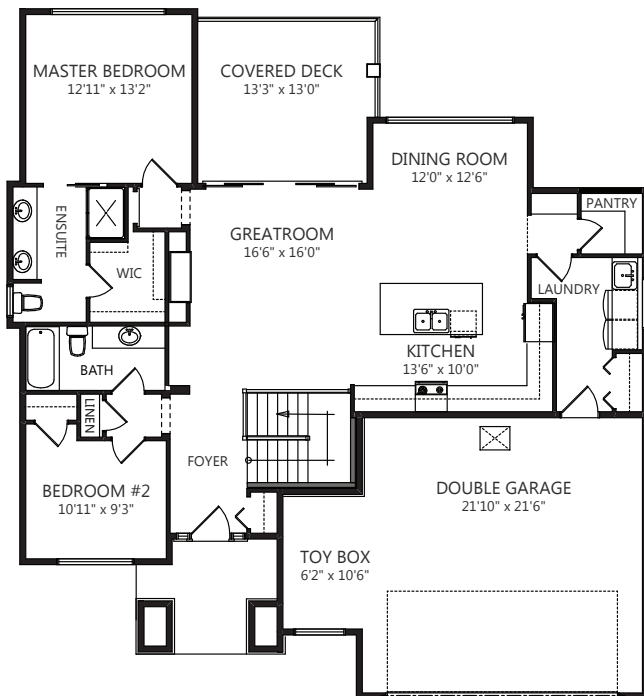 MASTER BEDROOM
12'11" x 13'2"
COVERED DECK
13'3" x 13'0"
DINING ROOM
12'0" x 12'6"
PANTRY
ENSUITE
GREATROOM
16'6" x 16'0"
WIC
LAUNDRY
KITCHEN
13'6" x 10'0"
BATH
LINEN
FOYER
BEDROOM #2
10'11" x 9'3"
DOUBLE GARAGE
21'10" x 21'6"
TOY BOX
6'2" x 10'6"